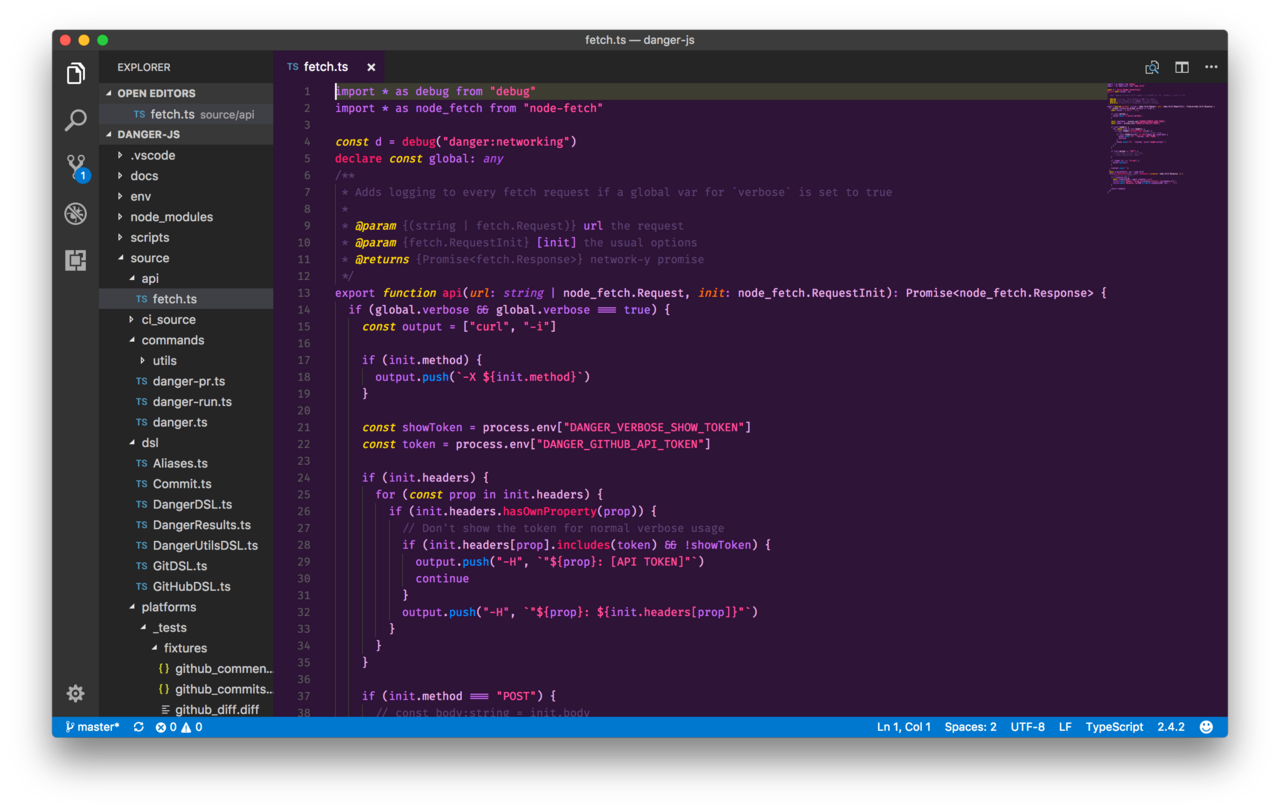 fetch.ts — danger-js
EXPLORER
OPEN EDITORS
TS fetch.ts source/api
DANGER-JS
.vscode
docs
env
node_modules
scripts
source
api
TS fetch.ts
ci_source
commands
utils
TS danger-pr.ts
TS danger-run.ts
TS danger.ts
dsl
TS Aliases.ts
TS Commit.ts
TS DangerDSL.ts
TS DangerResults.ts
TS DangerUtilsDSL.ts
TS GitDSL.ts
TS GitHubDSL.ts
platforms
_tests
fixtures
{} github_commen...
{} github_commits...
github_diff.diff
1
TS fetch.ts ×
1 import * as debug from "debug"
2 import * as node_fetch from "node-fetch"
3
4 const d = debug("danger:networking")
5 declare const global: any
6 /**
7  * Adds logging to every fetch request if a global var for `verbose` is set to true
8  *
9  * @param {(string | fetch.Request)} url the request
10  * @param {fetch.RequestInit} [init] the usual options
11  * @returns {Promise<fetch.Response>} network-y promise
12  */
13 export function api(url: string | node_fetch.Request, init: node_fetch.RequestInit): Promise<node_fetch.Response> {
14   if (global.verbose && global.verbose === true) {
15     const output = ["curl", "-i"]
16
17     if (init.method) {
18       output.push(`-X ${init.method}`)
19     }
20
21     const showToken = process.env["DANGER_VERBOSE_SHOW_TOKEN"]
22     const token = process.env["DANGER_GITHUB_API_TOKEN"]
23
24     if (init.headers) {
25       for (const prop in init.headers) {
26         if (init.headers.hasOwnProperty(prop)) {
27           // Don't show the token for normal verbose usage
28           if (init.headers[prop].includes(token) && !showToken) {
29             output.push("-H", `"${prop}: [API TOKEN]"`)
30             continue
31           }
32           output.push("-H", `"${prop}: ${init.headers[prop]}"`)
33         }
34       }
35     }
36
37     if (init.method === "POST") {
38       // const body:string = init.body
master* 0 0
Ln 1, Col 1 Spaces: 2 UTF-8 LF TypeScript 2.4.2